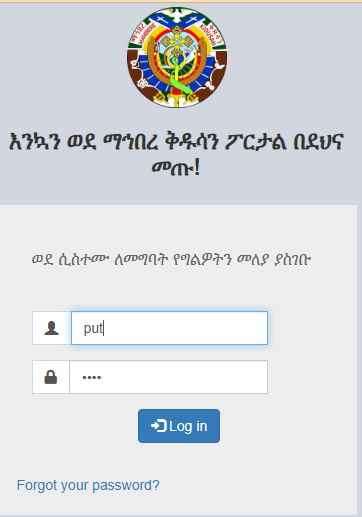 እንኳን ወደ ማኅበረ ቅዱሳን ፖርታል በደህና
መጡ!
ወደ ሲስተሙ ለመግባት የግልዎትን መለያ ያስገቡ
put
••••
Log in
Forgot your password?